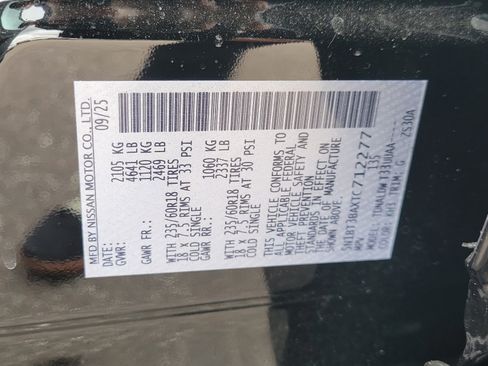 MFD BY NISSAN MOTOR CO., LTD.
09/25
GVWR: 2105 KG
4641 LB
GAWR FR: 1120 KG
2469 LB
WITH 235/60R18 TIRES
18 x 7.5 RIMS AT 33 PSI
COLD SINGLE
GAWR RR: 1060 KG
2337 LB
WITH 235/60R18 TIRES
18 x 7.5 RIMS AT 30 PSI
COLD SINGLE
THIS VEHICLE CONFORMS TO
ALL APPLICABLE FEDERAL
MOTOR VEHICLE SAFETY AND
THEFT PREVENTION
STANDARDS IN EFFECT ON
THE DATE OF MANUFACTURE
SHOWN ABOVE.
MPV 135
MODEL:
COLOR: KH3 TRIM: G
7S30A